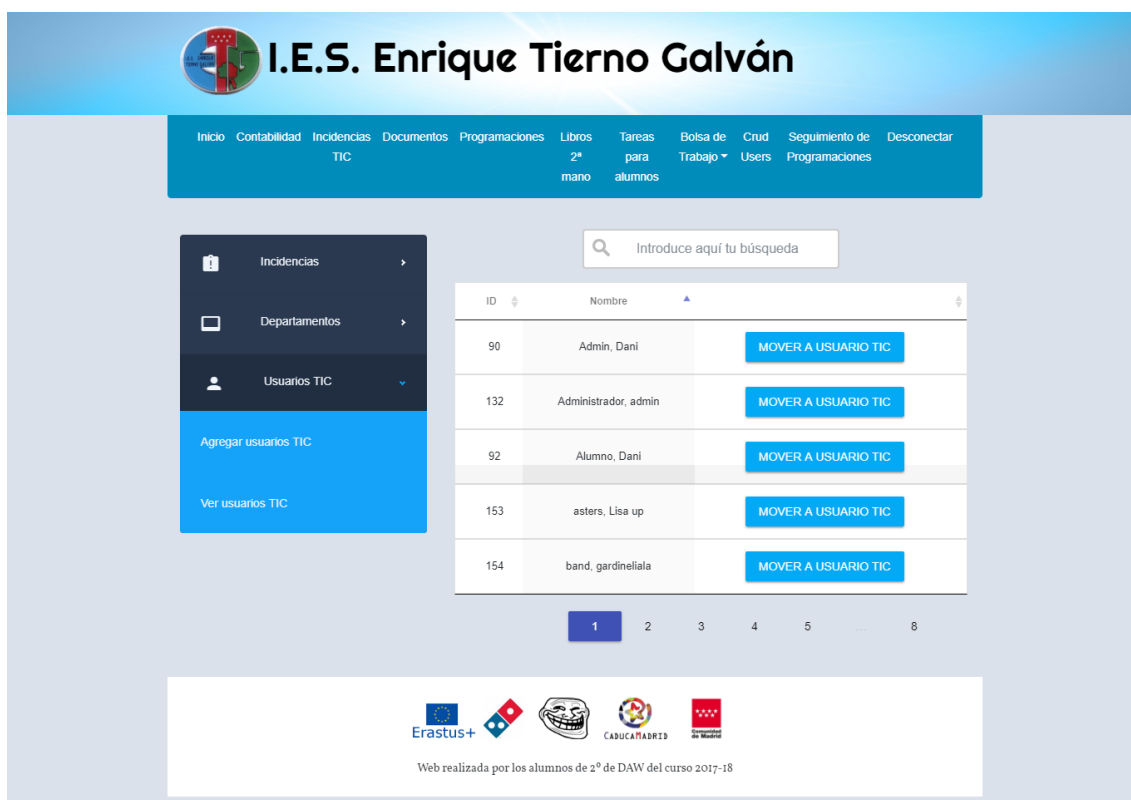 I.E.S. Enrique Tierno Galván
Inicio Contabilidad Incidencias Documentos Programaciones Libros Tareas Bolsa de Crud Seguimiento de Desconectar
TIC 2ª para Trabajo Users Programaciones
mano alumnos
Introduce aquí tu búsqueda
Incidencias
Departamentos
Usuarios TIC
Agregar usuarios TIC
Ver usuarios TIC
ID Nombre
90 Admin, Dani MOVER A USUARIO TIC
132 Administrador, admin MOVER A USUARIO TIC
92 Alumno, Dani MOVER A USUARIO TIC
153 asters, Lisa up MOVER A USUARIO TIC
154 band, gardineliala MOVER A USUARIO TIC
1 2 3 4 5 ... 8
Erastus+
CADUCAMADRID
Comunidad
de Madrid
Web realizada por los alumnos de 2º de DAW del curso 2017-18